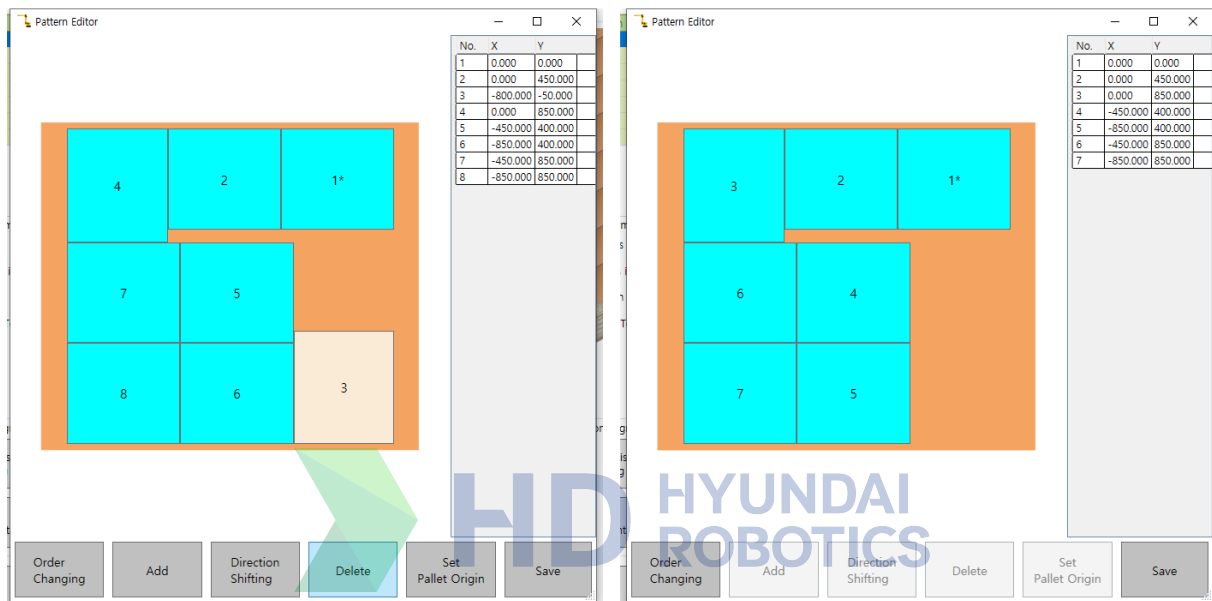 Pattern Editor
No. X Y
1 0.000 0.000
2 0.000 450.000
3 -800.000 -50.000
4 0.000 850.000
5 -450.000 400.000
6 -850.000 400.000
7 -450.000 850.000
8 -850.000 850.000
4 2 1*
7 5
8 6 3
Order Changing
Add
Direction Shifting
Delete
Set Pallet Origin
Save
Pattern Editor
No. X Y
1 0.000 0.000
2 0.000 450.000
3 0.000 850.000
4 -450.000 400.000
5 -850.000 400.000
6 -450.000 850.000
7 -850.000 850.000
3 2 1*
6 4
7 5
Order Changing
Add
Direction Shifting
Delete
Set Pallet Origin
Save
HD HYUNDAI
ROBOTICS